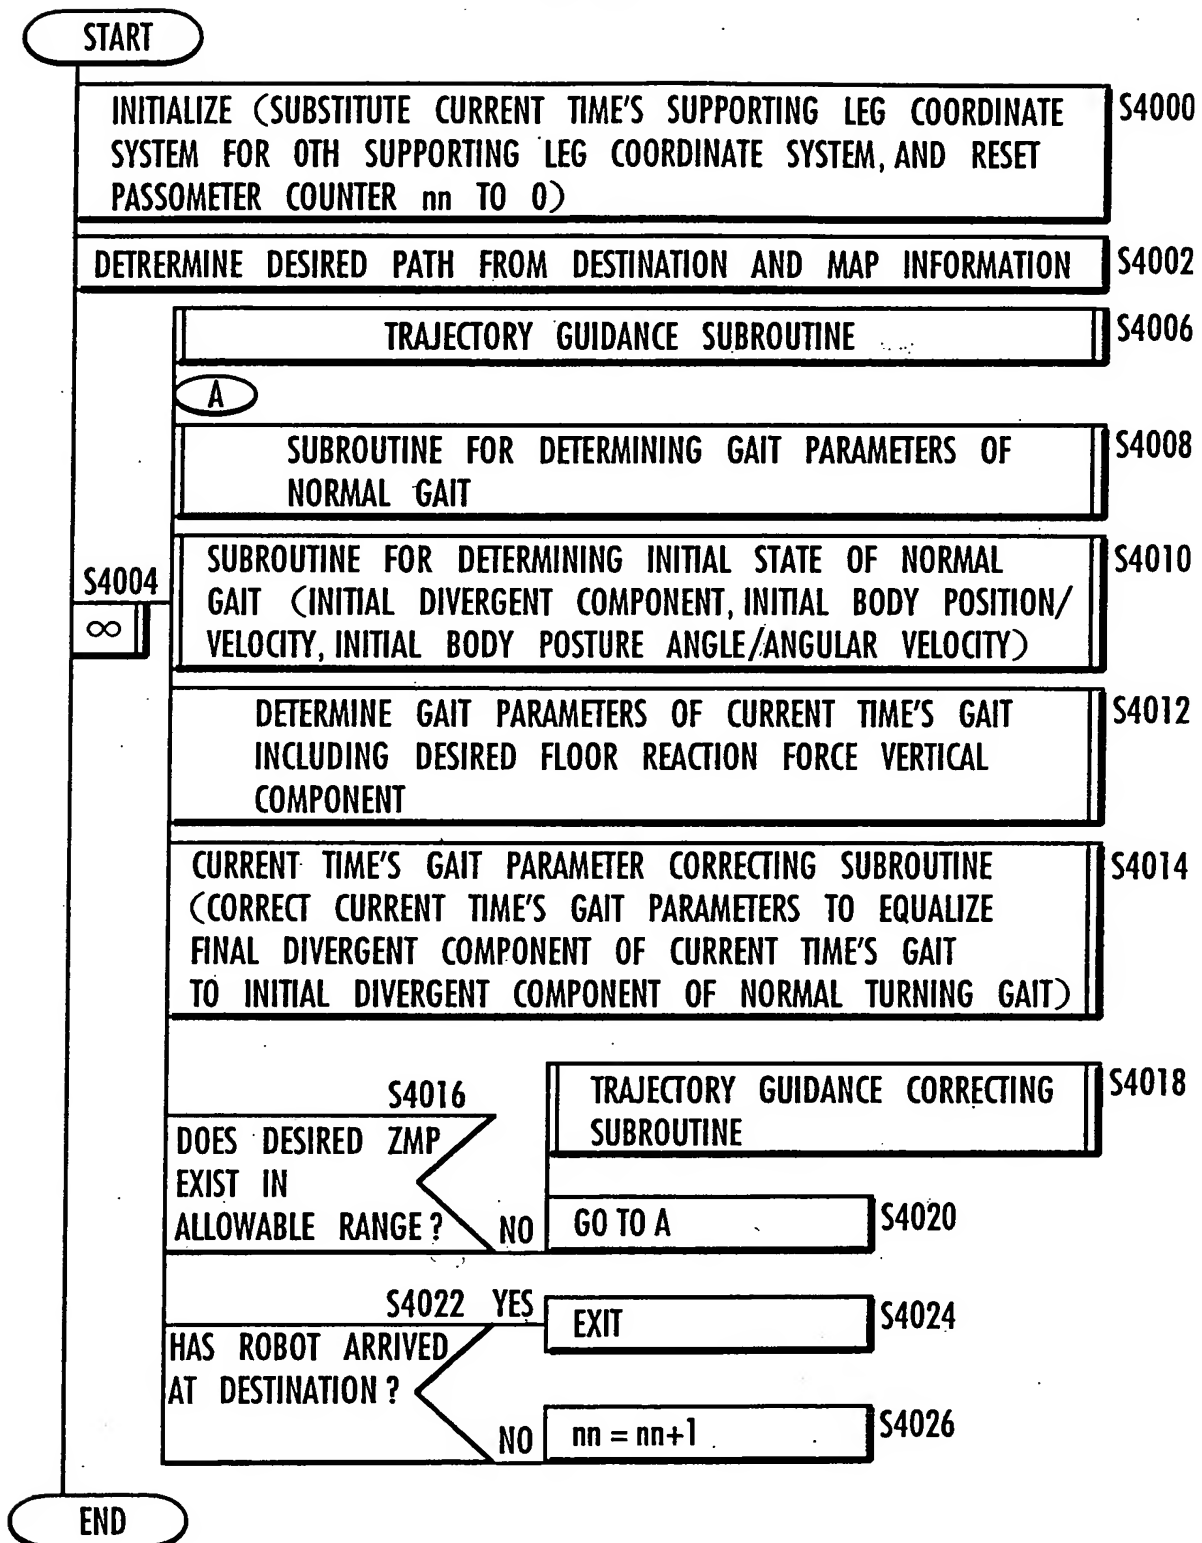 START
INITIALIZE (SUBSTITUTE CURRENT TIME'S SUPPORTING LEG COORDINATE
SYSTEM FOR 0TH SUPPORTING LEG COORDINATE SYSTEM, AND RESET
PASSOMETER COUNTER nn TO 0)
S4000
DETRERMINE DESIRED PATH FROM DESTINATION AND MAP INFORMATION
S4002
TRAJECTORY GUIDANCE SUBROUTINE
S4006
A
SUBROUTINE FOR DETERMINING GAIT PARAMETERS OF
NORMAL GAIT
S4008
S4004
∞
SUBROUTINE FOR DETERMINING INITIAL STATE OF NORMAL
GAIT (INITIAL DIVERGENT COMPONENT, INITIAL BODY POSITION/
VELOCITY, INITIAL BODY POSTURE ANGLE/ANGULAR VELOCITY)
S4010
DETERMINE GAIT PARAMETERS OF CURRENT TIME'S GAIT
INCLUDING DESIRED FLOOR REACTION FORCE VERTICAL
COMPONENT
S4012
CURRENT TIME'S GAIT PARAMETER CORRECTING SUBROUTINE
(CORRECT CURRENT TIME'S GAIT PARAMETERS TO EQUALIZE
FINAL DIVERGENT COMPONENT OF CURRENT TIME'S GAIT
TO INITIAL DIVERGENT COMPONENT OF NORMAL TURNING GAIT)
S4014
S4016
DOES DESIRED ZMP
EXIST IN
ALLOWABLE RANGE?
NO
TRAJECTORY GUIDANCE CORRECTING
SUBROUTINE
S4018
GO TO A
S4020
S4022
HAS ROBOT ARRIVED
AT DESTINATION?
YES
EXIT
S4024
NO
nn = nn+1
S4026
END